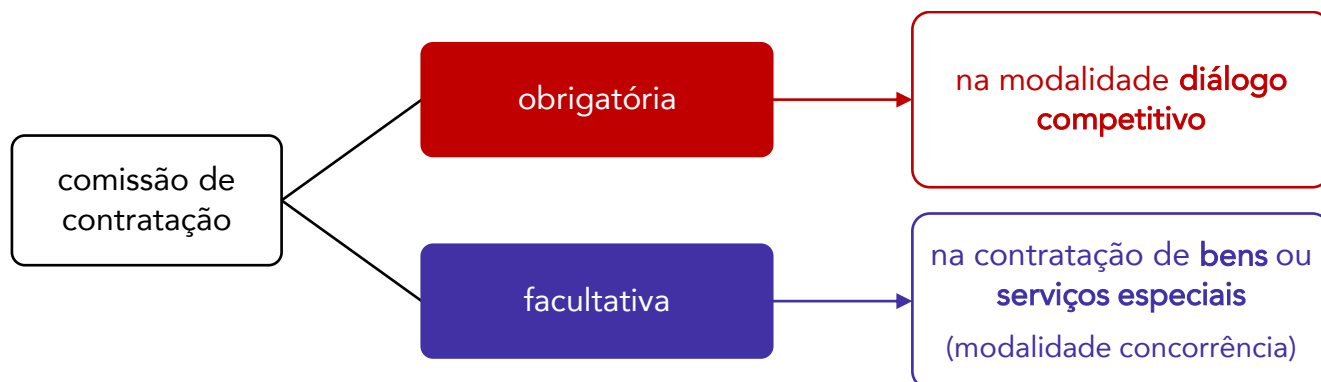 comissão de
contratação
obrigatória
na modalidade diálogo
competitivo
facultativa
na contratação de bens ou
serviços especiais
(modalidade concorrência)